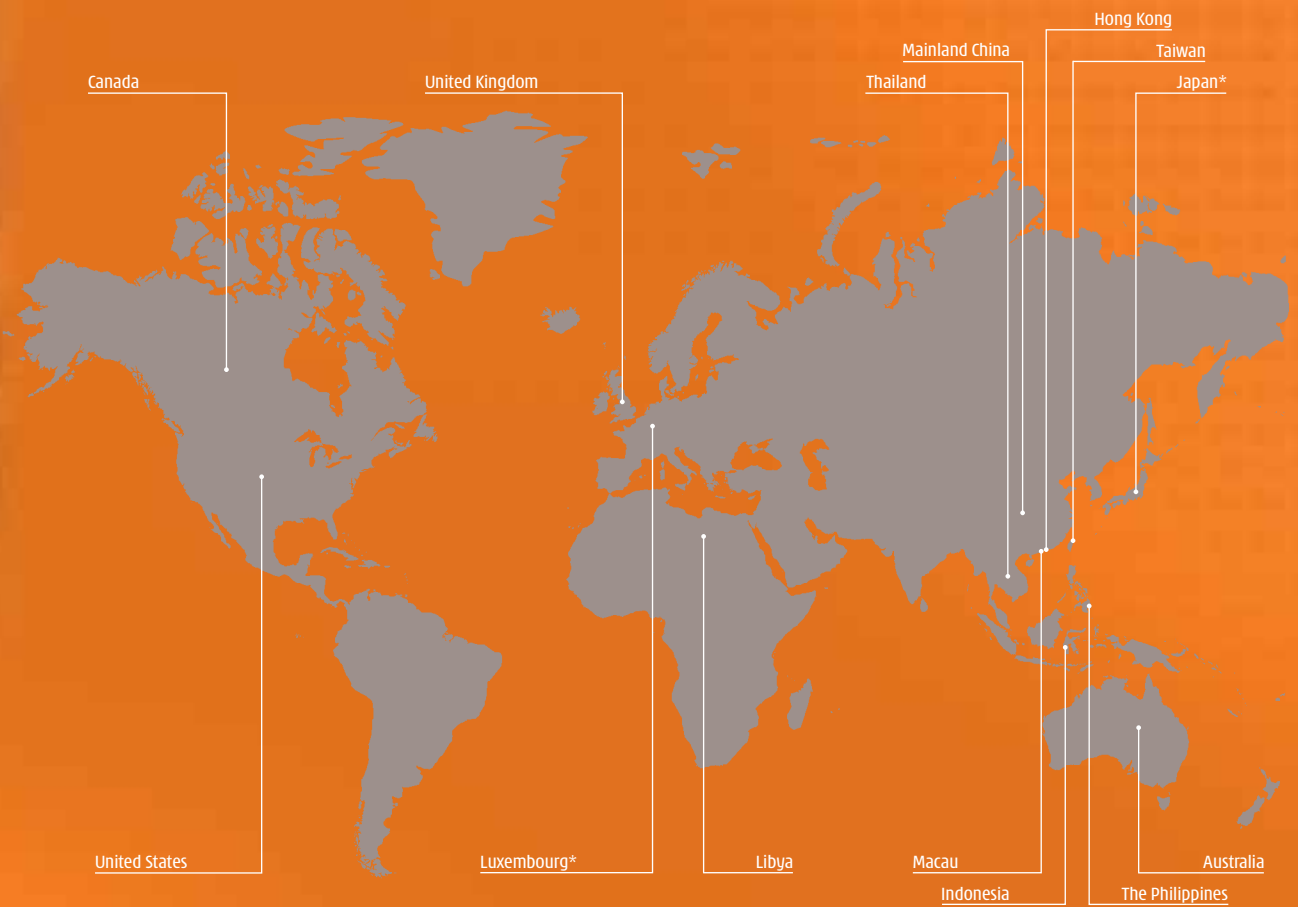 Hong Kong
Mainland China
Taiwan
Canada
United Kingdom
Thailand
Japan*
United States
Luxembourg*
Libya
Macau
Australia
Indonesia
The Philippines